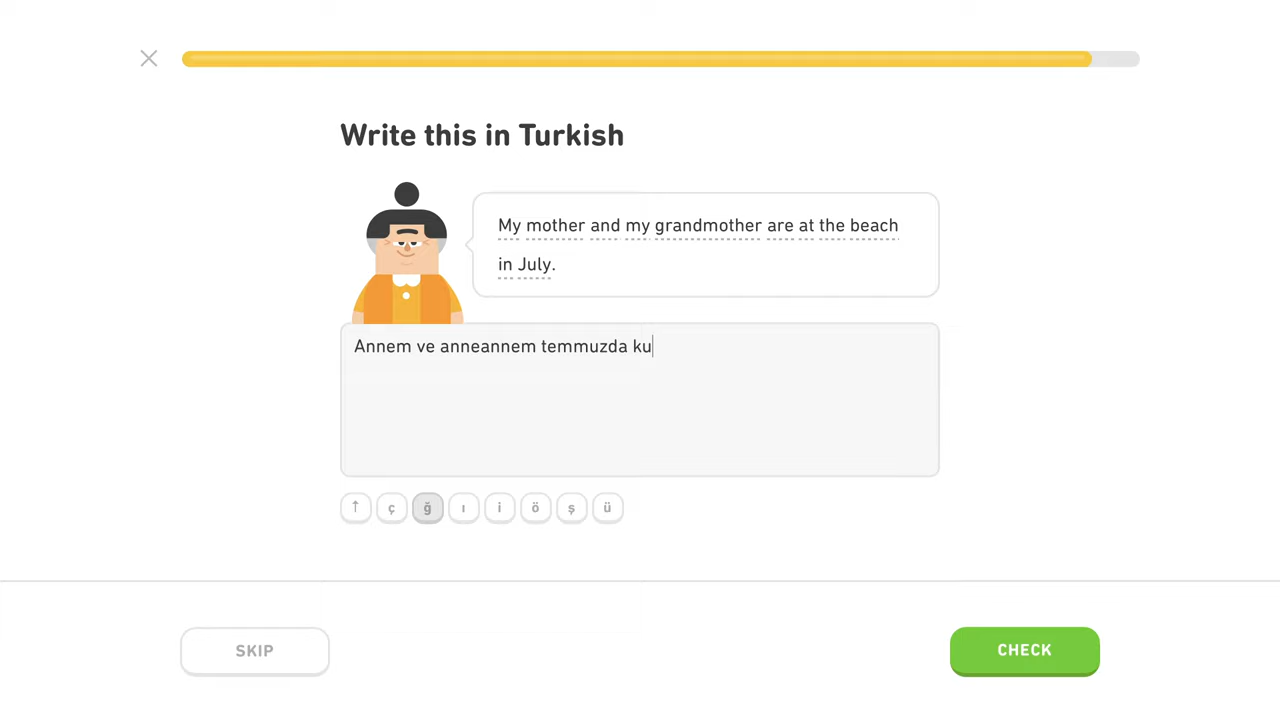 Write this in Turkish
My mother and my grandmother are at the beach
in July.
Annem ve anneannem temmuzda ku
↑ ç ğ ı i ö ş ü
SKIP
CHECK